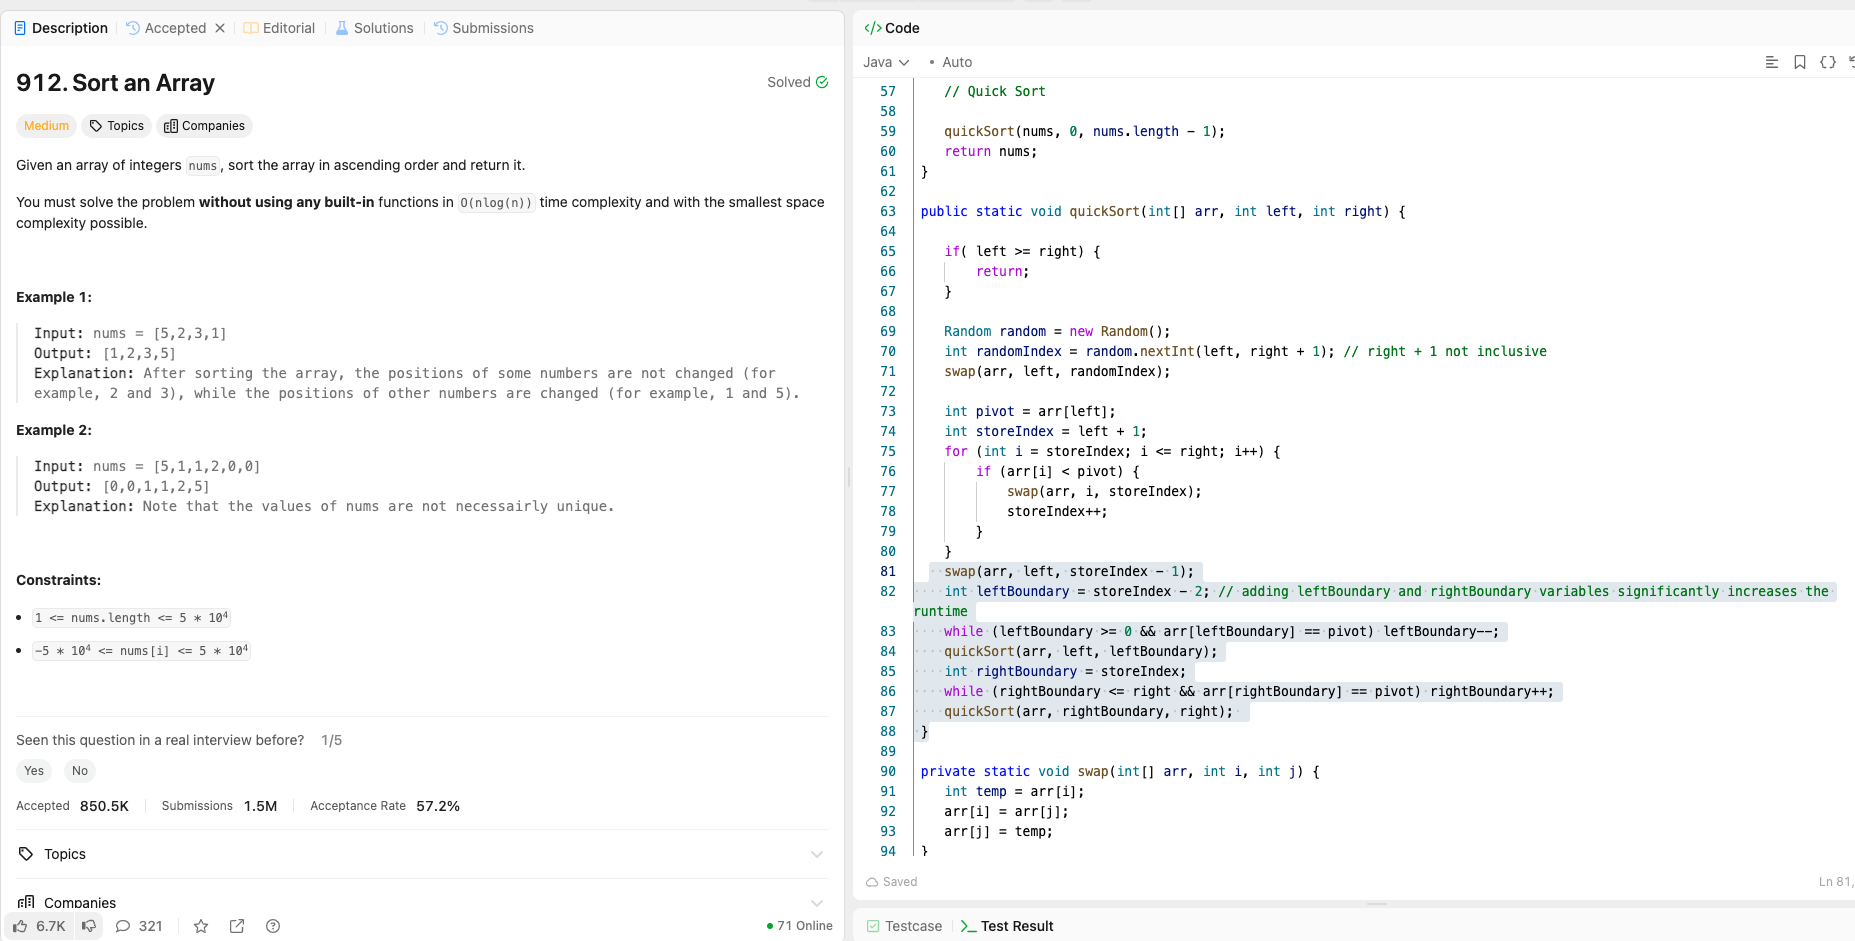 Description
Accepted
Editorial
Solutions
Submissions
912. Sort an Array
Solved
Medium
Topics
Companies
Given an array of integers nums, sort the array in ascending order and return it.
You must solve the problem without using any built-in functions in O(nlog(n)) time complexity and with the smallest space
complexity possible.
Example 1:
Input: nums = [5,2,3,1]
Output: [1,2,3,5]
Explanation: After sorting the array, the positions of some numbers are not changed (for
example, 2 and 3), while the positions of other numbers are changed (for example, 1 and 5).
Example 2:
Input: nums = [5,1,1,2,0,0]
Output: [0,0,1,1,2,5]
Explanation: Note that the values of nums are not necessairly unique.
Constraints:
• 1 <= nums.length <= 5 * 10⁴
• -5 * 10⁴ <= nums[i] <= 5 * 10⁴
Seen this question in a real interview before? 1/5
Yes No
Accepted 850.5K Submissions 1.5M Acceptance Rate 57.2%
Topics
Companies
6.7K 321 71 Online
</> Code
Java • Auto
57 // Quick Sort
58
59 quickSort(nums, 0, nums.length - 1);
60 return nums;
61 }
62
63 public static void quickSort(int[] arr, int left, int right) {
64
65 if( left >= right) {
66 return;
67 }
68
69 Random random = new Random();
70 int randomIndex = random.nextInt(left, right + 1); // right + 1 not inclusive
71 swap(arr, left, randomIndex);
72
73 int pivot = arr[left];
74 int storeIndex = left + 1;
75 for (int i = storeIndex; i <= right; i++) {
76 if (arr[i] < pivot) {
77 swap(arr, i, storeIndex);
78 storeIndex++;
79 }
80 }
81 swap(arr, left, storeIndex - 1);
82 int leftBoundary = storeIndex - 2; // adding leftBoundary and rightBoundary variables significantly increases the
runtime
83 while (leftBoundary >= 0 && arr[leftBoundary] == pivot) leftBoundary--;
84 quickSort(arr, left, leftBoundary);
85 int rightBoundary = storeIndex;
86 while (rightBoundary <= right && arr[rightBoundary] == pivot) rightBoundary++;
87 quickSort(arr, rightBoundary, right);
88 }
89
90 private static void swap(int[] arr, int i, int j) {
91 int temp = arr[i];
92 arr[i] = arr[j];
93 arr[j] = temp;
94 }
Saved
Ln 81,
Testcase
>_ Test Result